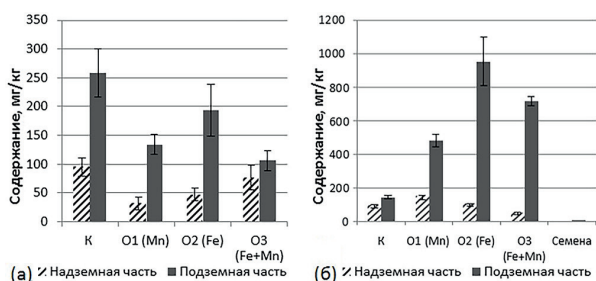 Содержание, мг/кг
350
300
250
200
150
100
50
0
К
О1 (Mn)
О2 (Fe)
О3
(Fe+Mn)
(а)
Надземная часть
Подземная часть
Содержание, мг/кг
1200
1000
800
600
400
200
0
К
О1 (Mn)
О2 (Fe)
О3
(Fe+Mn)
Семена
(б)
Надземная часть
Подземная часть